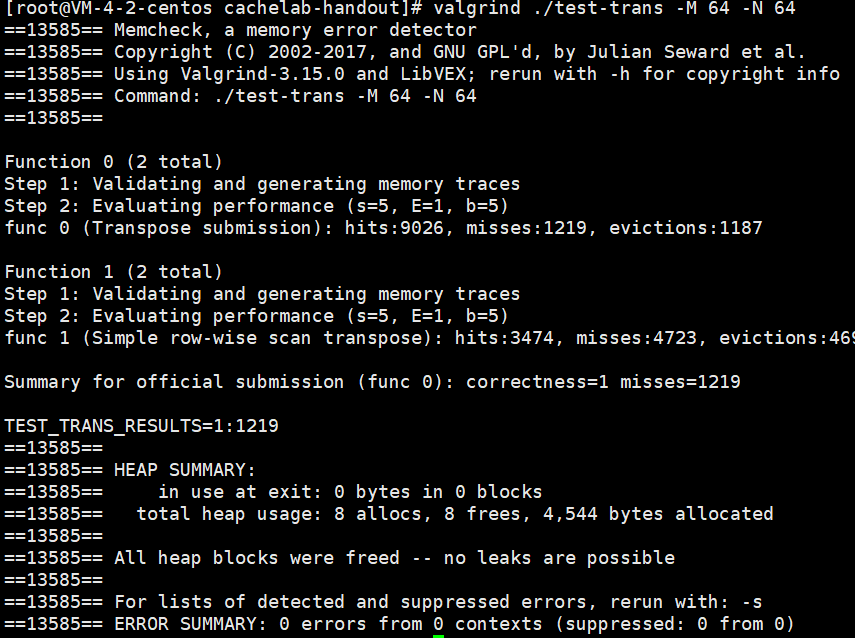 [root@VM-4-2-centos cachelab-handout]# valgrind ./test-trans -M 64 -N 64
==13585== Memcheck, a memory error detector
==13585== Copyright (C) 2002-2017, and GNU GPL'd, by Julian Seward et al.
==13585== Using Valgrind-3.15.0 and LibVEX; rerun with -h for copyright info
==13585== Command: ./test-trans -M 64 -N 64
==13585==
Function 0 (2 total)
Step 1: Validating and generating memory traces
Step 2: Evaluating performance (s=5, E=1, b=5)
func 0 (Transpose submission): hits:9026, misses:1219, evictions:1187
Function 1 (2 total)
Step 1: Validating and generating memory traces
Step 2: Evaluating performance (s=5, E=1, b=5)
func 1 (Simple row-wise scan transpose): hits:3474, misses:4723, evictions:469
Summary for official submission (func 0): correctness=1 misses=1219
TEST_TRANS_RESULTS=1:1219
==13585==
==13585== HEAP SUMMARY:
==13585==     in use at exit: 0 bytes in 0 blocks
==13585==   total heap usage: 8 allocs, 8 frees, 4,544 bytes allocated
==13585==
==13585== All heap blocks were freed -- no leaks are possible
==13585==
==13585== For lists of detected and suppressed errors, rerun with: -s
==13585== ERROR SUMMARY: 0 errors from 0 contexts (suppressed: 0 from 0)